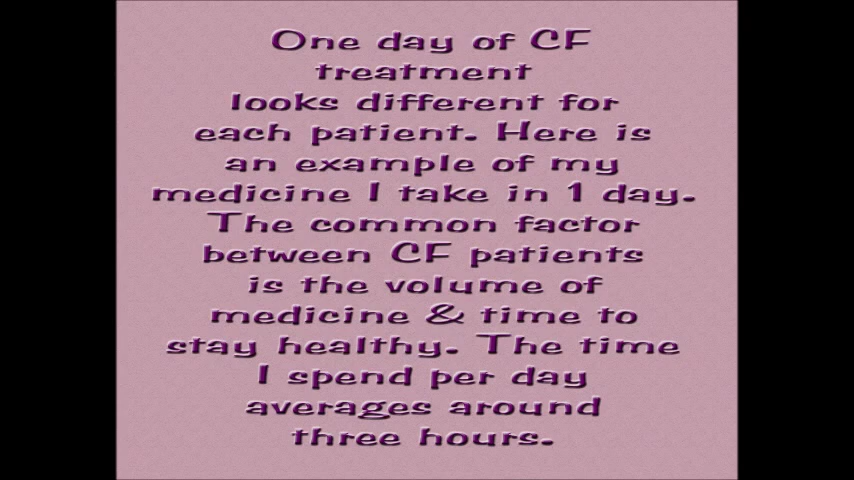 One day of CF
treatment
looks different for
each patient. Here is
an example of my
medicine I take in 1 day.
The common factor
between CF patients
is the volume of
medicine & time to
stay healthy. The time
I spend per day
averages around
three hours.